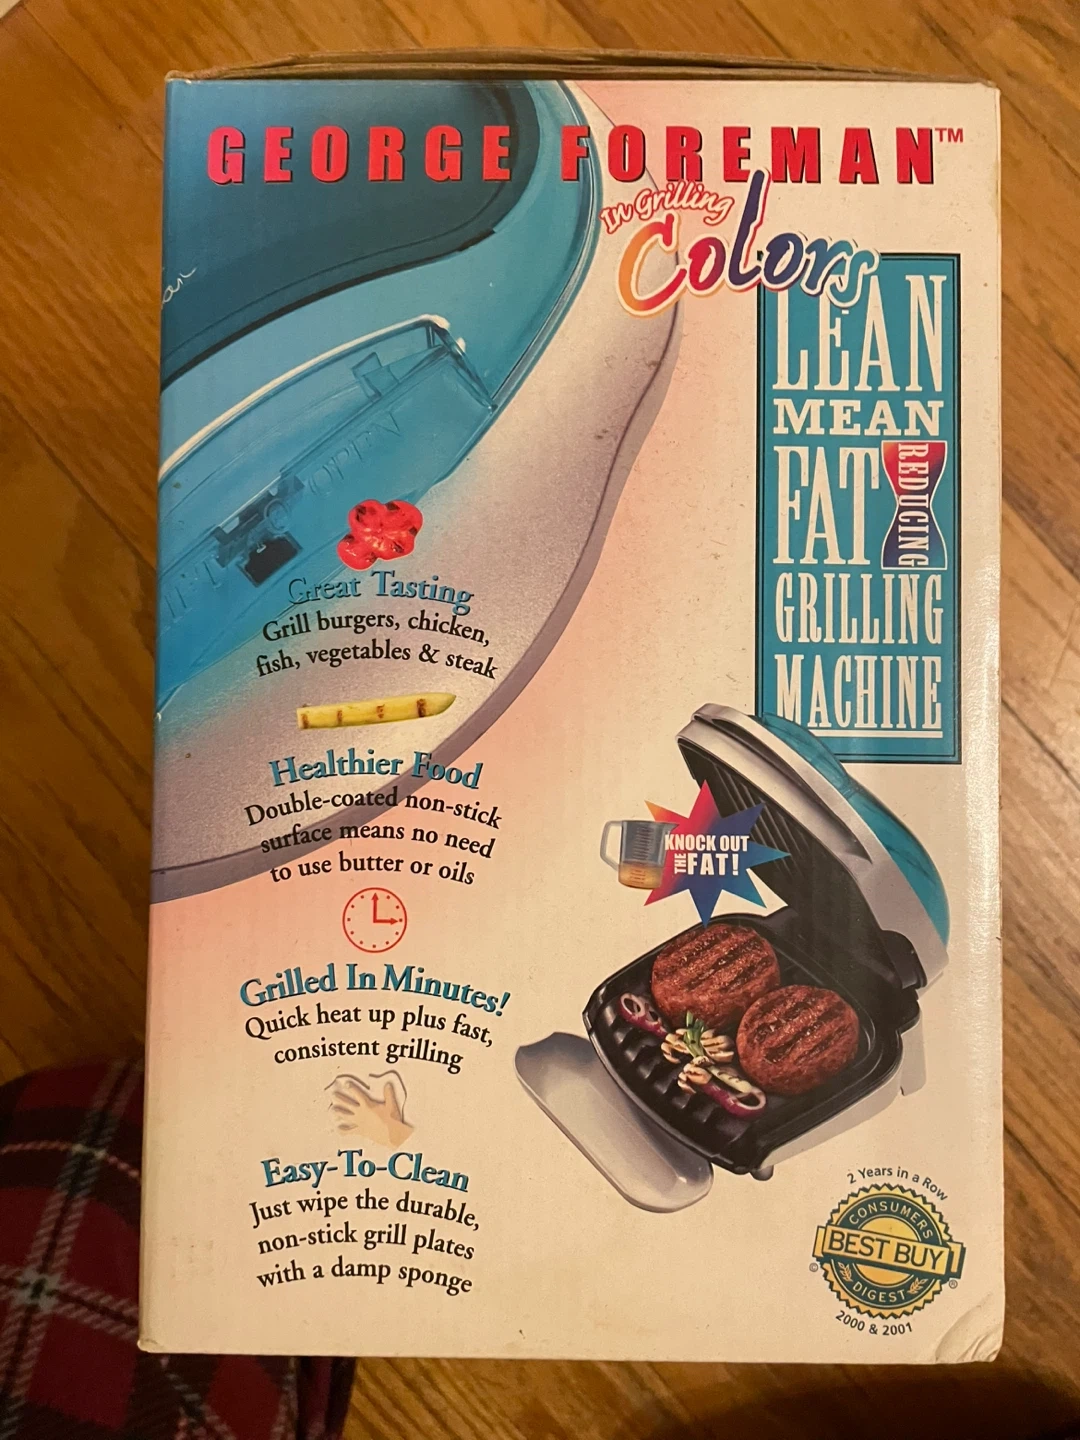 GEORGE FOREMAN™
In Grilling
Colors
LEAN
MEAN
FAT
REDUCING
GRILLING
MACHINE
OPEN
Great Tasting
Grill burgers, chicken,
fish, vegetables & steak
Healthier Food
Double-coated non-stick
surface means no need
to use butter or oils
KNOCK OUT
THE FAT!
Grilled In Minutes!
Quick heat up plus fast,
consistent grilling
Easy-To-Clean
Just wipe the durable,
non-stick grill plates
with a damp sponge
2 Years in a Row
CONSUMERS
BEST BUY
DIGEST
© ®
2000 & 2001